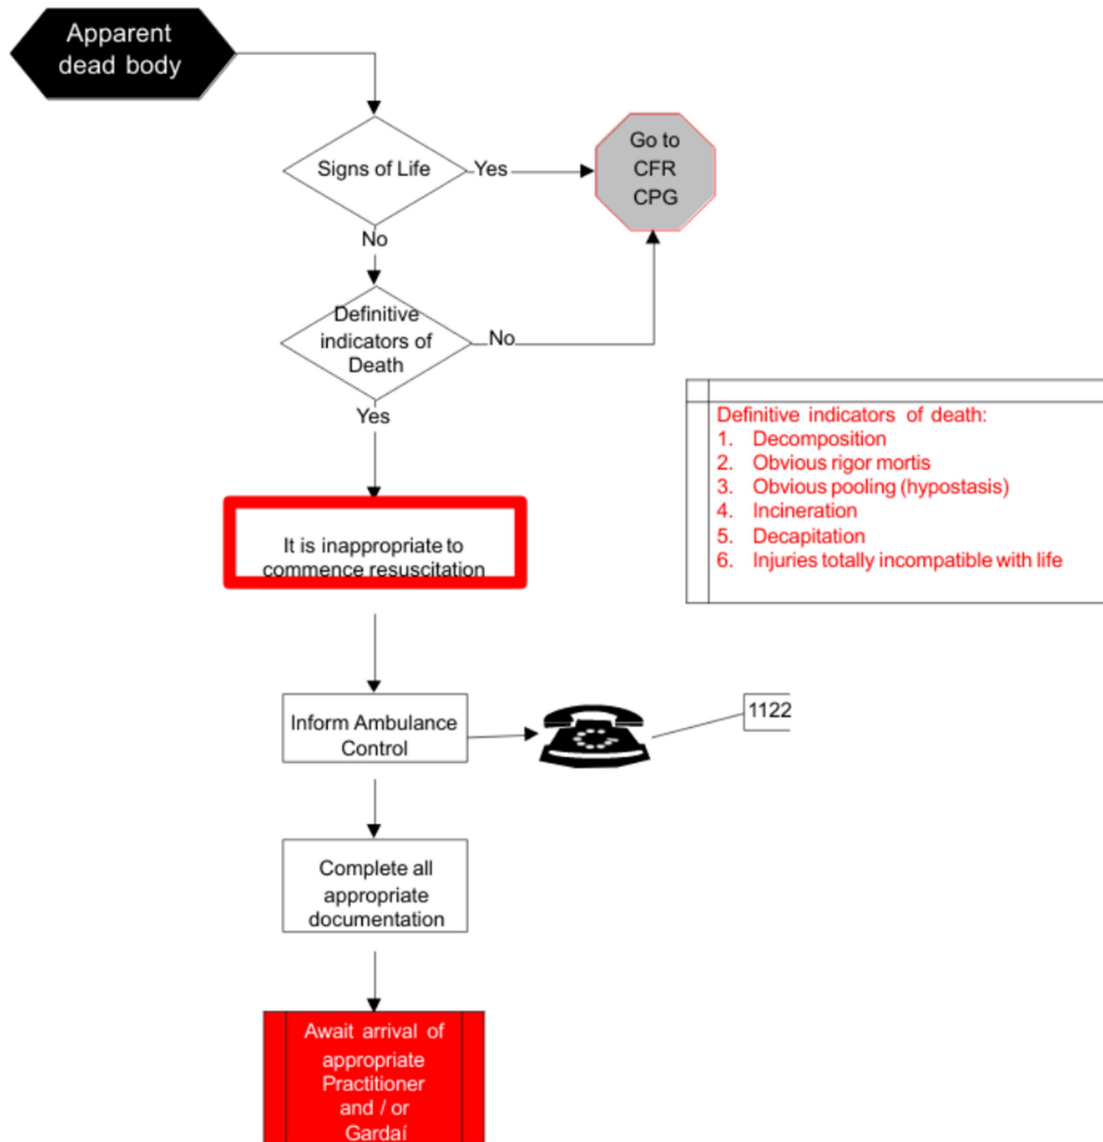 Apparent
dead body
Signs of Life
Yes
Go to
CFR
CPG
No
Definitive
indicators of
Death
No
Yes
Definitive indicators of death:
1. Decomposition
2. Obvious rigor mortis
3. Obvious pooling (hypostasis)
4. Incineration
5. Decapitation
6. Injuries totally incompatible with life
It is inappropriate to
commence resuscitation
Inform Ambulance
Control
1122
Complete all
appropriate
documentation
Await arrival of
appropriate
Practitioner
and / or
Gardaí